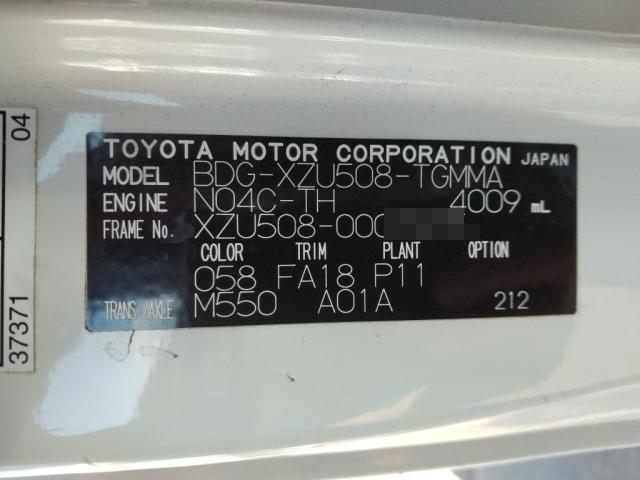 TOYOTA MOTOR CORPORATION JAPAN
MODEL BDG-XZU508-TGMMA
ENGINE N04C-TH 4009 mL
FRAME No. XZU508-000
COLOR TRIM PLANT OPTION
058 FA18 P11
TRANS/AXLE M550 A01A 212
37371 04